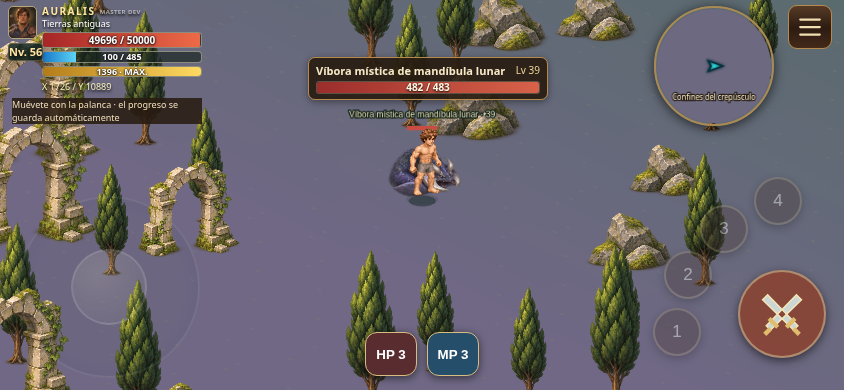 AURALIS MASTER DEV
Tierras antiguas
49696 / 50000
Nv. 56
100 / 485
1396 · MAX.
X 1726 / Y 10889
Muévete con la palanca · el progreso se
guarda automáticamente
Víbora mística de mandíbula lunar Lv 39
482 / 483
Víbora mística de mandíbula lunar · 39
Confines del crepúsculo
4
3
2
1
HP 3
MP 3